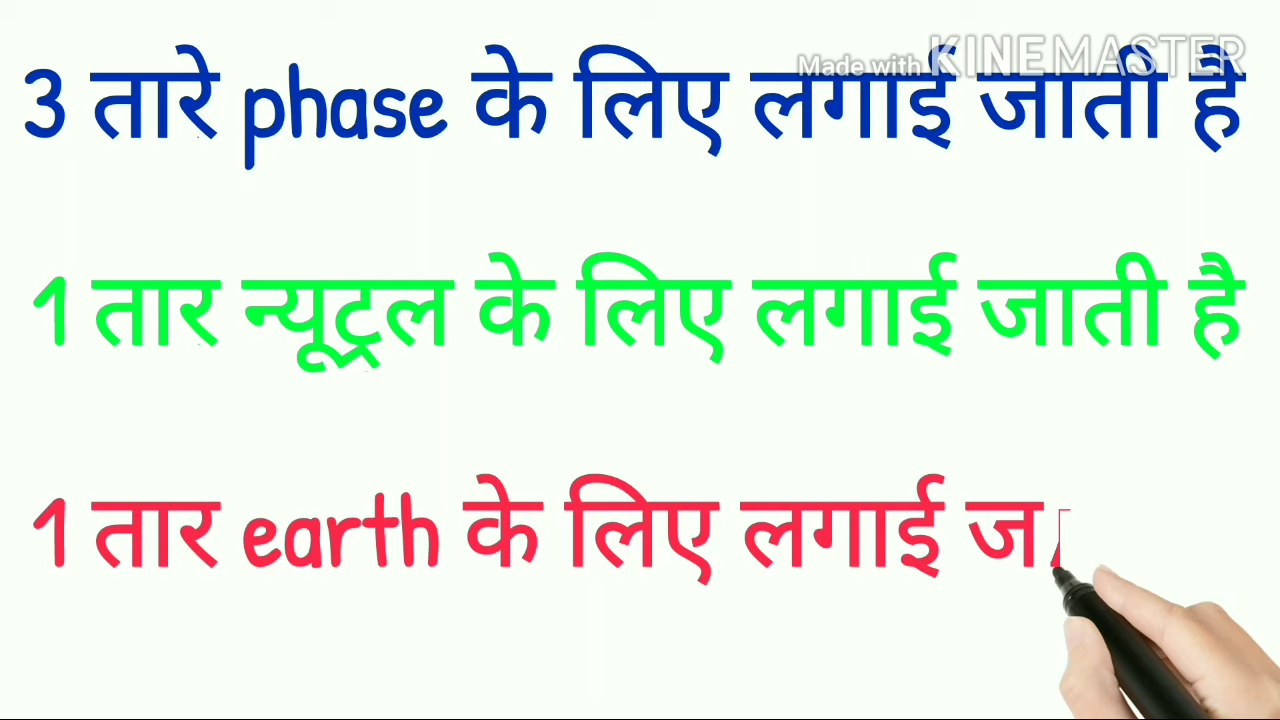 Made with KINEMASTER
3 तारे phase के लिए लगाई जाती है
1 तार न्यूट्रल के लिए लगाई जाती है
1 तार earth के लिए लगाई